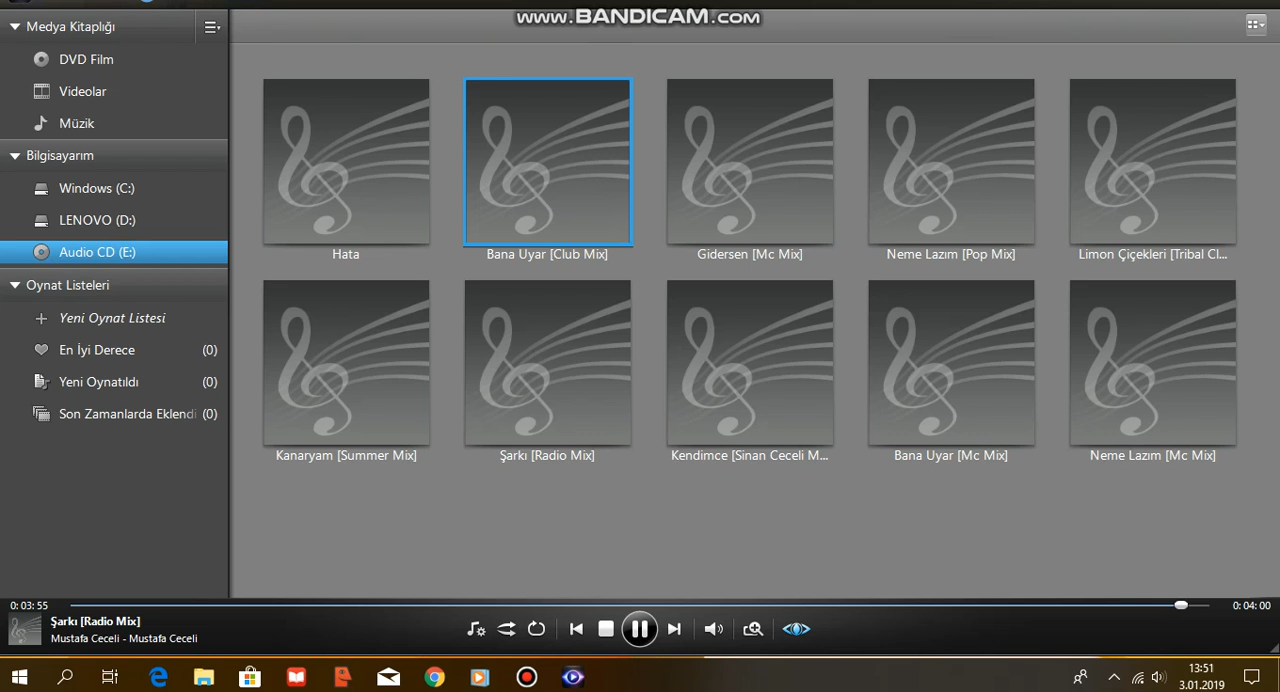 www.BANDICAM.com
Medya Kitaplığı
DVD Film
Videolar
Müzik
Bilgisayarım
Windows (C:)
LENOVO (D:)
Audio CD (E:)
Oynat Listeleri
Yeni Oynat Listesi
En İyi Derece (0)
Yeni Oynatıldı (0)
Son Zamanlarda Eklendi (0)
Hata
Bana Uyar [Club Mix]
Gidersen [Mc Mix]
Neme Lazım [Pop Mix]
Limon Çiçekleri [Tribal Cl...
Kanaryam [Summer Mix]
Şarkı [Radio Mix]
Kendimce [Sinan Ceceli M...
Bana Uyar [Mc Mix]
Neme Lazım [Mc Mix]
0:03:55
0:04:00
Şarkı [Radio Mix]
Mustafa Ceceli - Mustafa Ceceli
13:51
3.01.2019